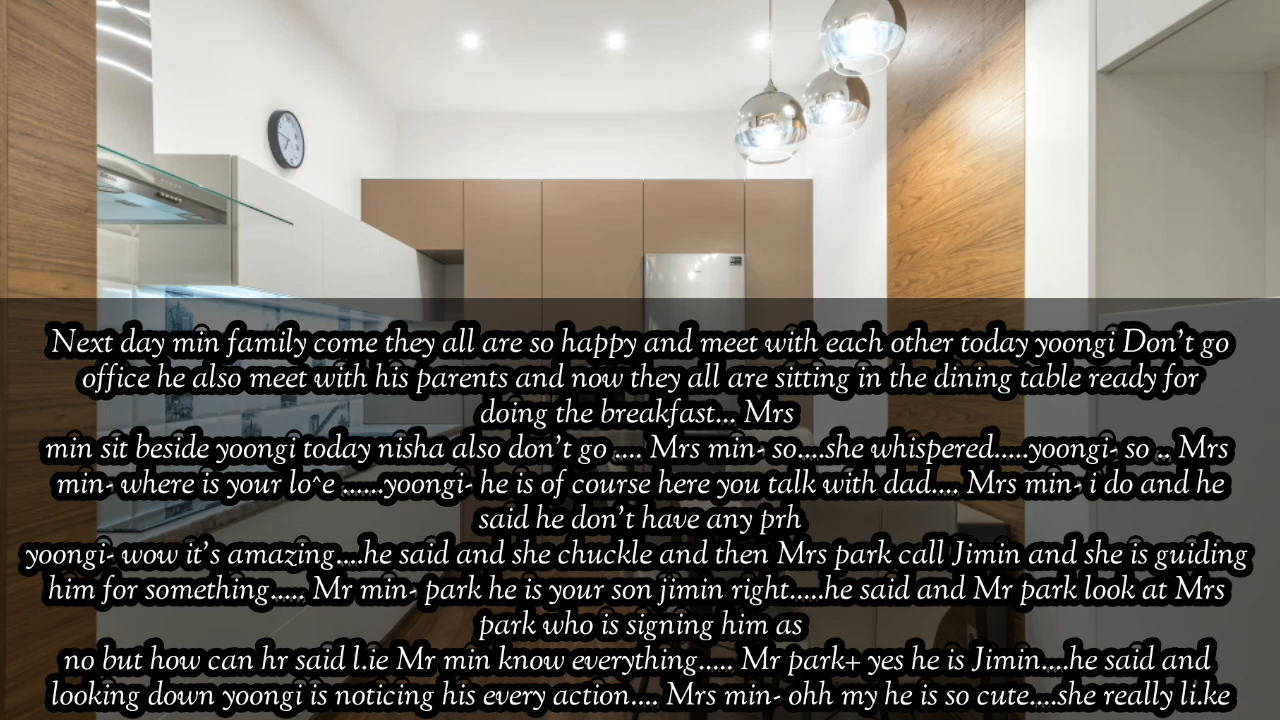 Next day min family come they all are so happy and meet with each other today yoongi Don't go
office he also meet with his parents and now they all are sitting in the dining table ready for
doing the breakfast... Mrs
min sit beside yoongi today nisha also don't go .... Mrs min- so....she whispered.....yoongi- so .. Mrs
min- where is your lo^e ......yoongi- he is of course here you talk with dad.... Mrs min- i do and he
said he don't have any prh
yoongi- wow it's amazing....he said and she chuckle and then Mrs park call Jimin and she is guiding
him for something..... Mr min- park he is your son jimin right.....he said and Mr park look at Mrs
park who is signing him as
no but how can hr said l.ie Mr min know everything..... Mr park+ yes he is Jimin....he said and
looking down yoongi is noticing his every action.... Mrs min- ohh my he is so cute....she really li.ke